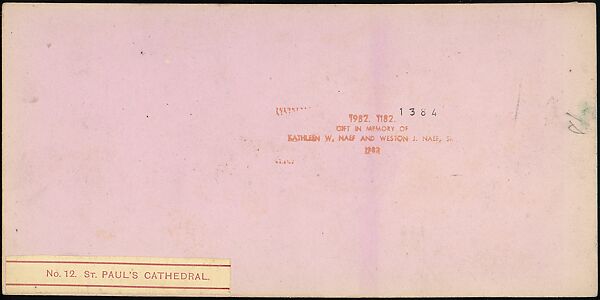 1982. 1182. 1384
GIFT IN MEMORY OF
KATHLEEN W. NAEF AND WESTON J. NAEF, SR.
1982
No. 12. ST. PAUL'S CATHEDRAL.